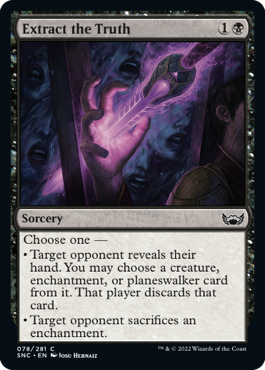 Extract the Truth 1
Sorcery
Choose one —
• Target opponent reveals their
hand. You may choose a creature,
enchantment, or planeswalker card
from it. That player discards that
card.
• Target opponent sacrifices an
enchantment.
078/281 C
SNC • EN Iosu Hernaiz
™ & © 2022 Wizards of the Coast